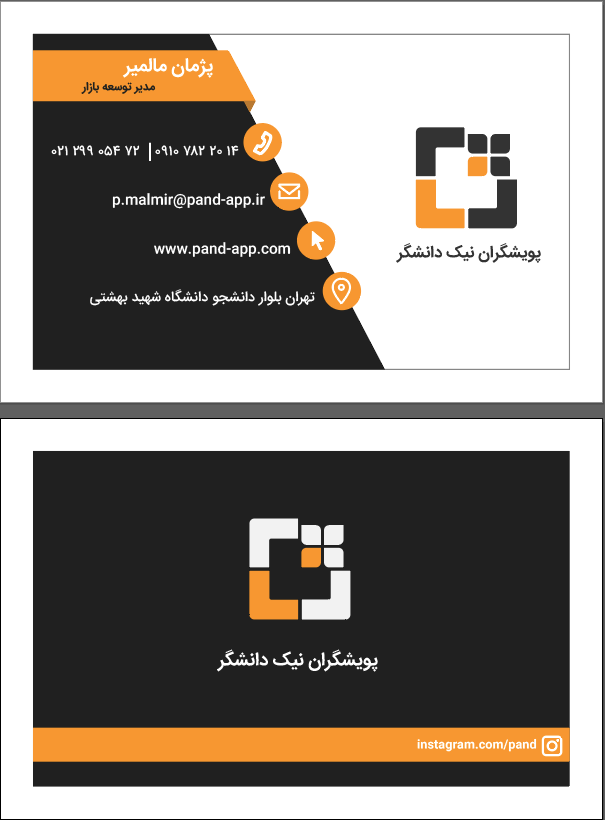 پژمان مالمیر
مدیر توسعه بازار
۰۲۱ ۲۹۹ ۰۵۴ ۷۲ | ۰۹۱۰ ۷۸۲ ۲۰ ۱۴
p.malmir@pand-app.ir
www.pand-app.com
تهران بلوار دانشجو دانشگاه شهید بهشتی
پویشگران نیک دانشگر
پویشگران نیک دانشگر
instagram.com/pand